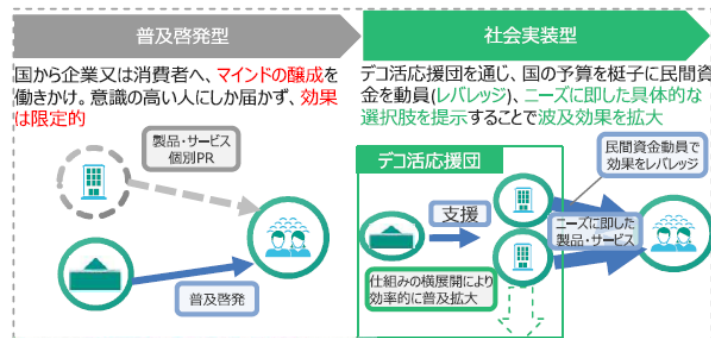 普及啓発型
国から企業又は消費者へ、マインドの醸成を
働きかけ。意識の高い人にしか届かず、効果
は限定的
製品・サービス
個別PR
普及啓発
社会実装型
デコ活応援団を通じ、国の予算を梃子に民間資
金を動員(レバレッジ)、ニーズに即した具体的な
選択肢を提示することで波及効果を拡大
デコ活応援団
民間資金動員で
効果をレバレッジ
支援
ニーズに即した
製品・サービス
仕組みの横展開により
効率的に普及拡大